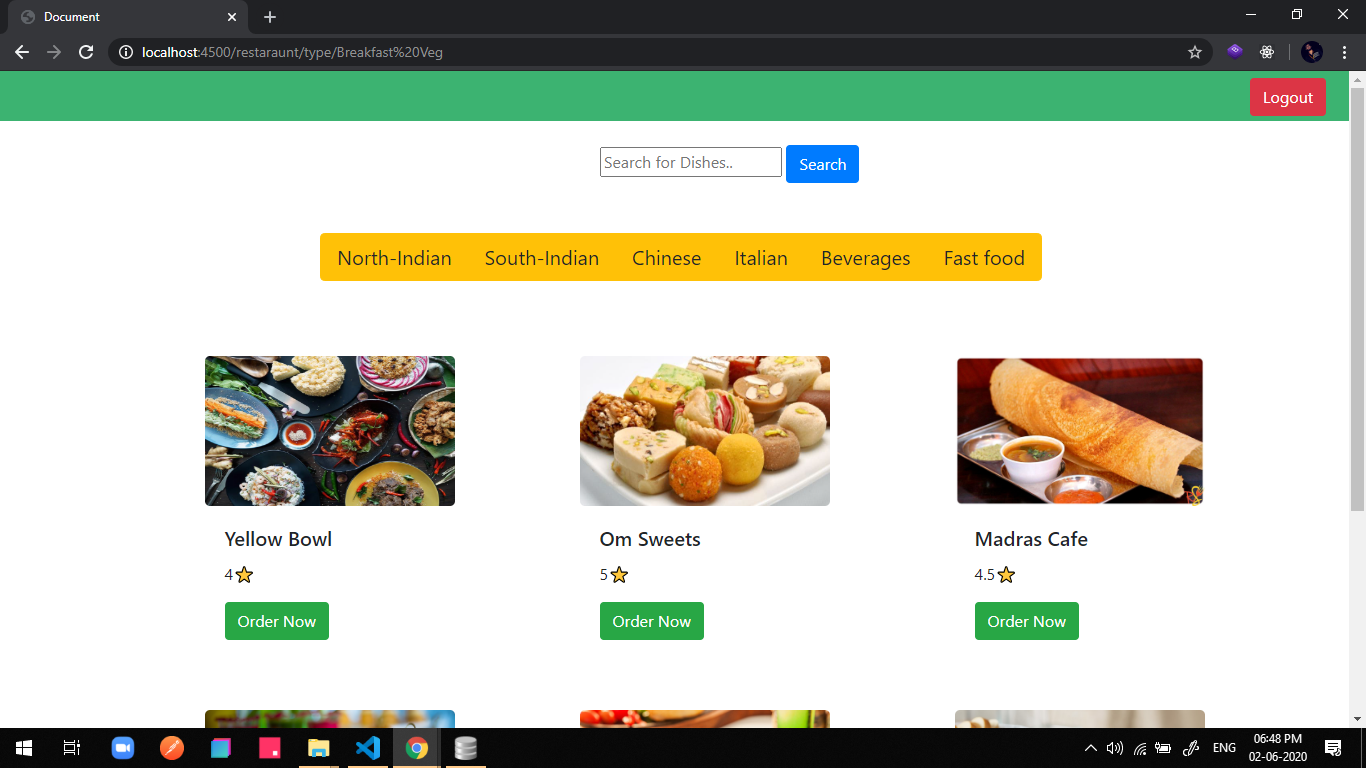 Document
localhost:4500/restaraunt/type/Breakfast%20Veg
Logout
Search for Dishes.. Search
North-Indian South-Indian Chinese Italian Beverages Fast food
Yellow Bowl Om Sweets Madras Cafe
4 5 4.5
Order Now Order Now Order Now
ENG 06:48 PM
02-06-2020